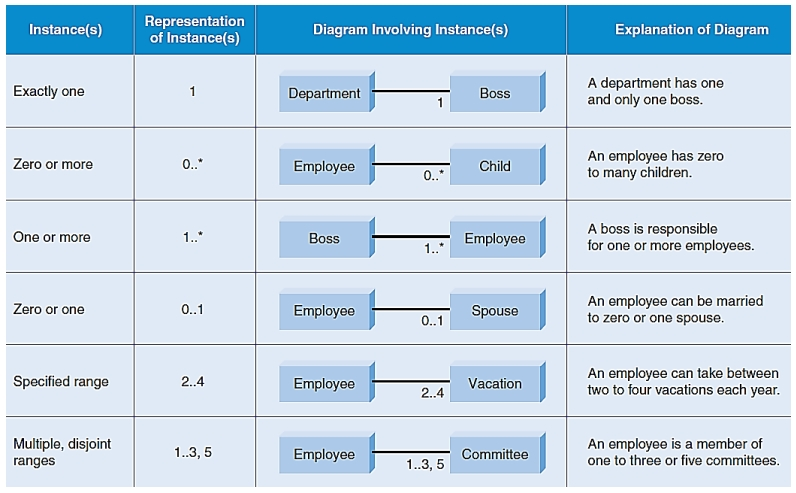 Instance(s)
Representation
of Instance(s)
Diagram Involving Instance(s)
Explanation of Diagram
Exactly one
1
Department
1
Boss
A department has one
and only one boss.
Zero or more
0..*
Employee
0..*
Child
An employee has zero
to many children.
One or more
1..*
Boss
1..*
Employee
A boss is responsible
for one or more employees.
Zero or one
0..1
Employee
0..1
Spouse
An employee can be married
to zero or one spouse.
Specified range
2..4
Employee
2..4
Vacation
An employee can take between
two to four vacations each year.
Multiple, disjoint
ranges
1..3, 5
Employee
1..3, 5
Committee
An employee is a member of
one to three or five committees.